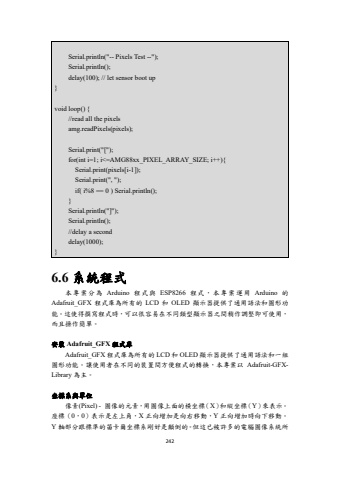 Serial.println("-- Pixels Test --");
Serial.println();
delay(100); // let sensor boot up
}
void loop() {
//read all the pixels
amg.readPixels(pixels);
Serial.print("[");
for(int i=1; i<=AMG88xx_PIXEL_ARRAY_SIZE; i++){
Serial.print(pixels[i-1]);
Serial.print(", ");
if( i%8 == 0 ) Serial.println();
}
Serial.println("]");
Serial.println();
//delay a second
delay(1000);
}
6.6 系統程式
本專案分為 Arduino 程式與 ESP8266 程式，本專案運用 Arduino 的
Adafruit_GFX 程式庫為所有的 LCD 和 OLED 顯示器提供了通用語法和圖形功
能。這使得撰寫程式時，可以很容易在不同類型顯示器之間稍作調整即可使用，
而且操作簡單。
安裝 Adafruit_GFX 程式庫
Adafruit_GFX 程式庫為所有的 LCD 和 OLED 顯示器提供了通用語法和一組
圖形功能，讓使用者在不同的裝置間方便程式的轉換，本專案以 Adafruit-GFX-
Library 為主。
坐標系與單位
像素(Pixel)- 圖像的元素，用圖像上面的橫坐標(X)和縱坐標(Y)來表示。
座標（0，0）表示是左上角，X 正向增加是向右移動，Y 正向增加時向下移動。
Y 軸部分跟標準的笛卡爾坐標系剛好是顛倒的。但這已被許多的電腦圖像系統所
242